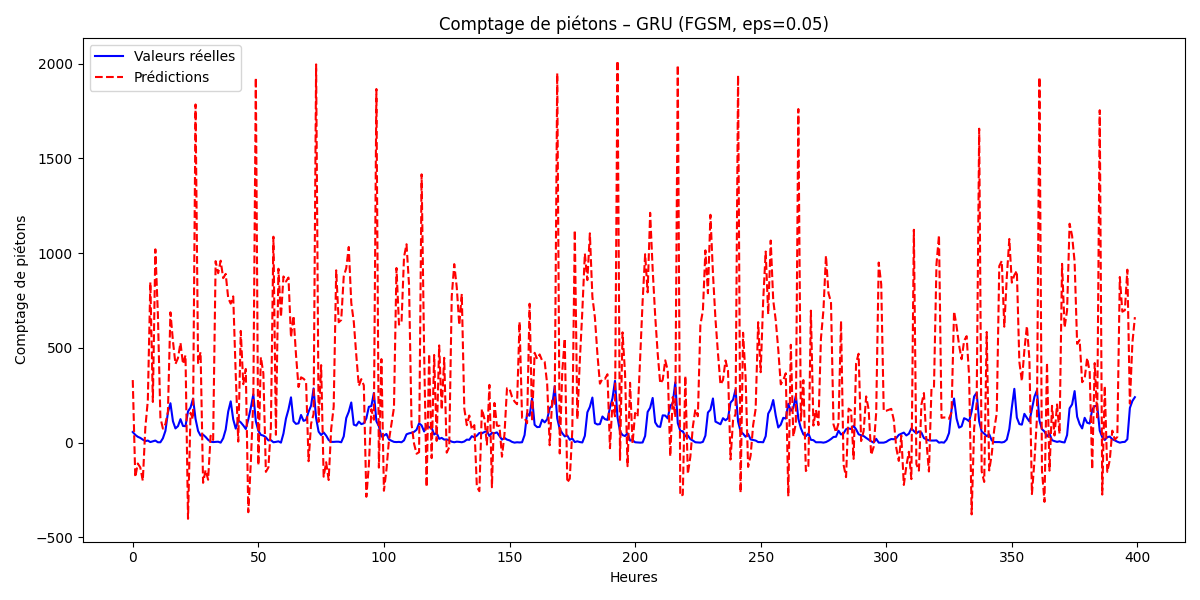 Comptage de piétons – GRU (FGSM, eps=0.05)
Valeurs réelles
Prédictions
Comptage de piétons
2000
1500
1000
500
0
−500
0 50 100 150 200 250 300 350 400
Heures